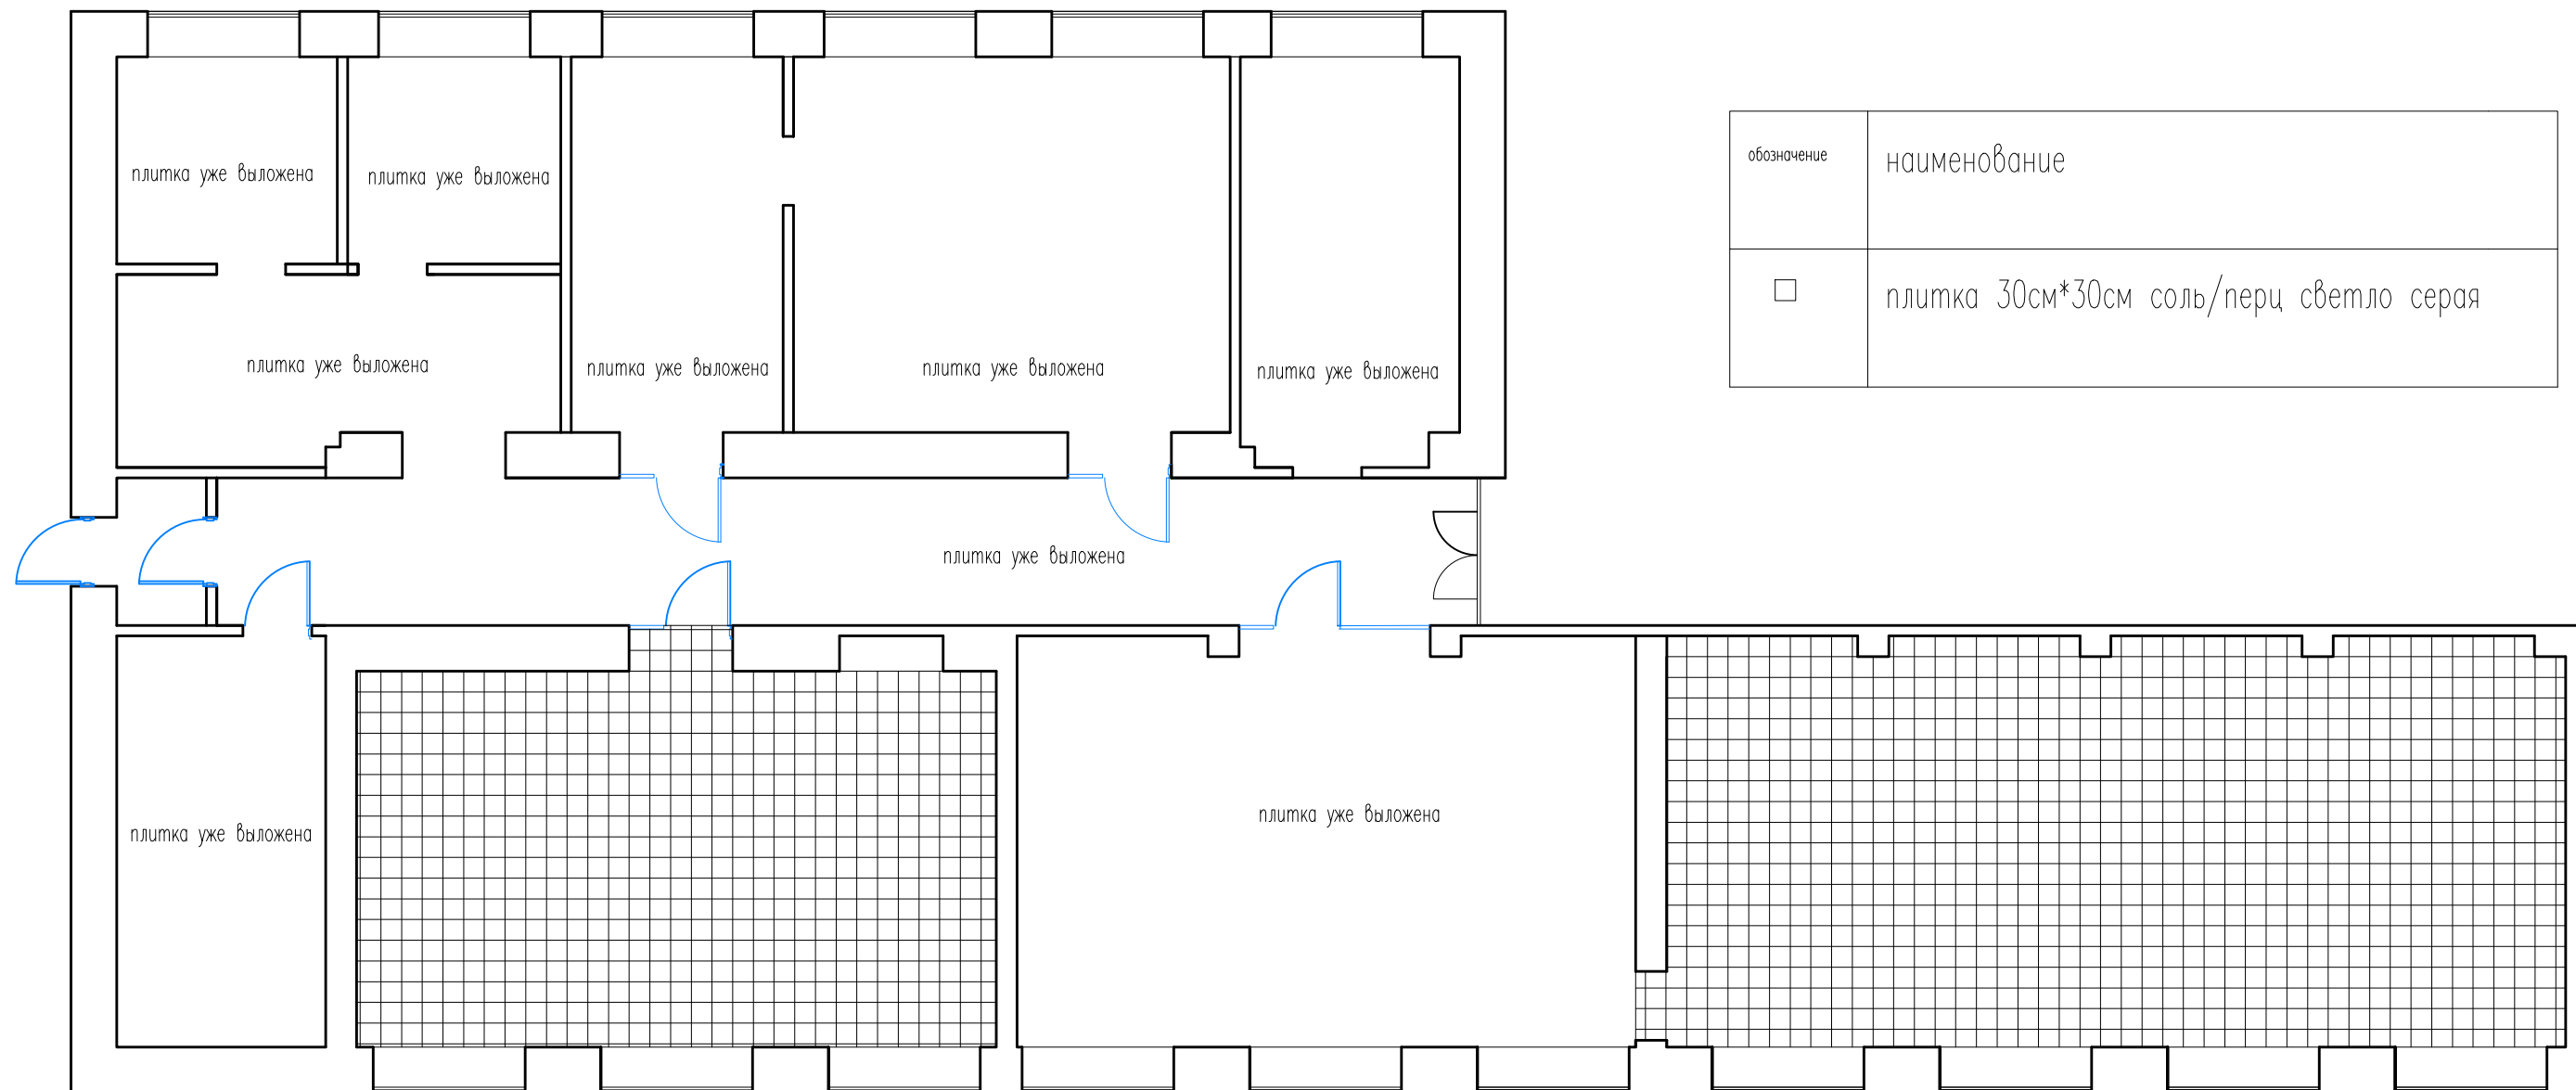 обозначение
наименование
плитка 30см*30см соль/перц светло серая
плитка уже выложена
плитка уже выложена
плитка уже выложена
плитка уже выложена
плитка уже выложена
плитка уже выложена
плитка уже выложена
плитка уже выложена
плитка уже выложена